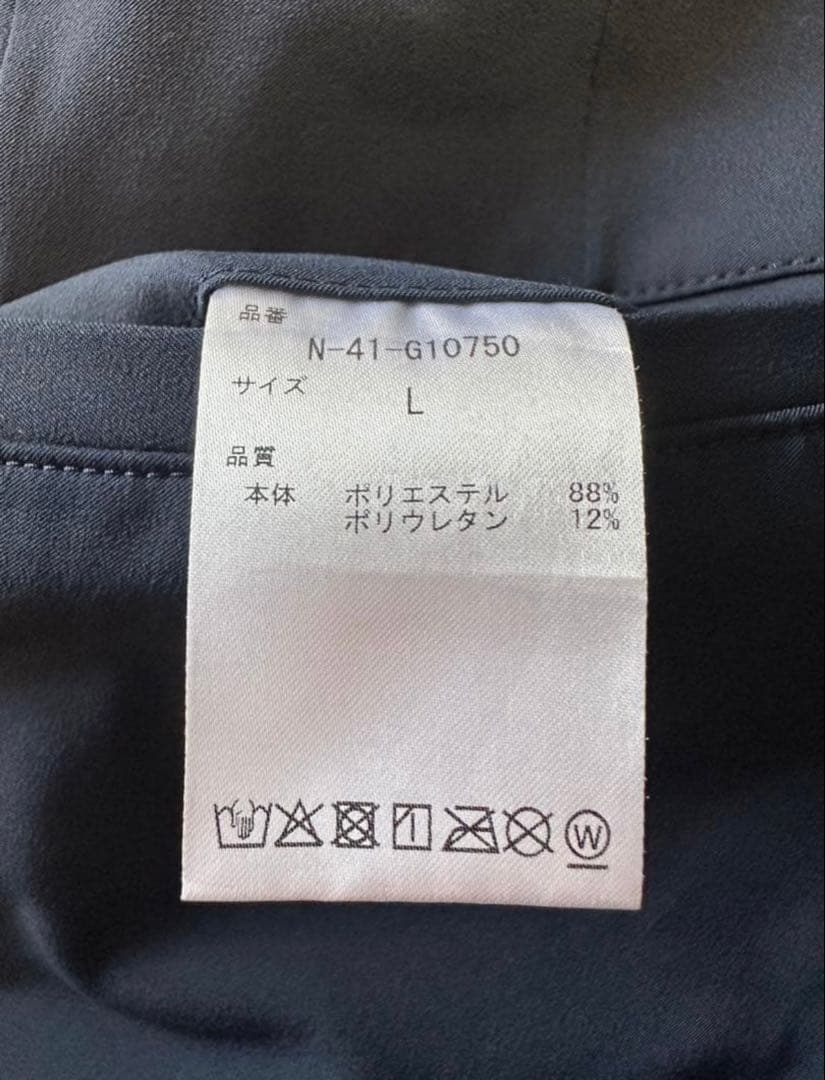 品番
N-41-G10750
サイズ
L
品質
本体 ポリエステル 88%
ポリウレタン 12%
W